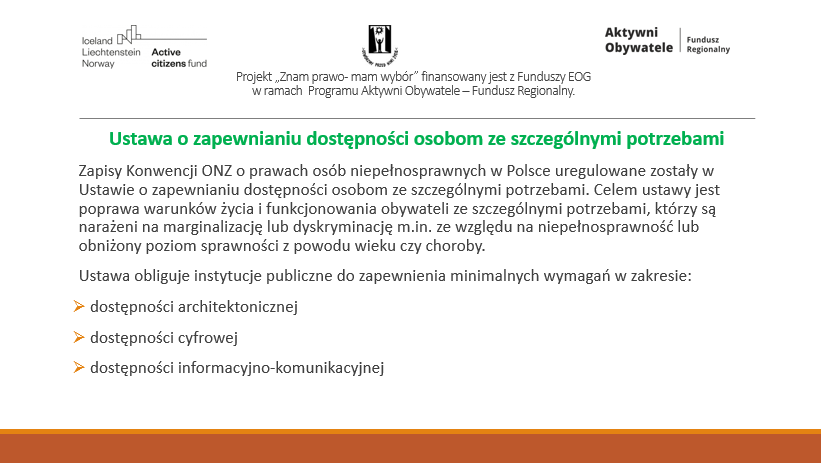 Iceland
Liechtenstein Active
Norway citizens fund
Aktywni
Obywatele Fundusz
Regionalny
Projekt „Znam prawo- mam wybór” finansowany jest z Funduszy EOG
w ramach Programu Aktywni Obywatele – Fundusz Regionalny.
Ustawa o zapewnianiu dostępności osobom ze szczególnymi potrzebami
Zapisy Konwencji ONZ o prawach osób niepełnosprawnych w Polsce uregulowane zostały w
Ustawie o zapewnianiu dostępności osobom ze szczególnymi potrzebami. Celem ustawy jest
poprawa warunków życia i funkcjonowania obywateli ze szczególnymi potrzebami, którzy są
narażeni na marginalizację lub dyskryminację m.in. ze względu na niepełnosprawność lub
obniżony poziom sprawności z powodu wieku czy choroby.
Ustawa obliguje instytucje publiczne do zapewnienia minimalnych wymagań w zakresie:
dostępności architektonicznej
dostępności cyfrowej
dostępności informacyjno-komunikacyjnej